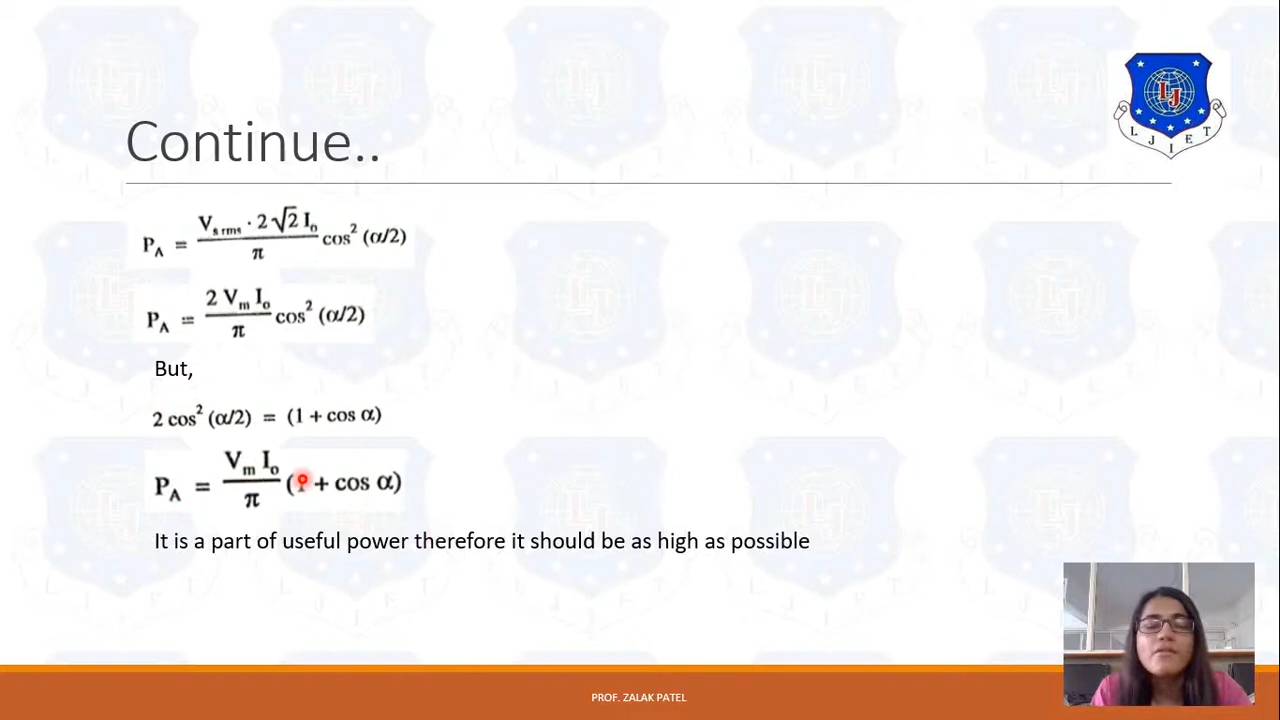 LJIET
Continue..
P_A = (V_s rms · 2√2 I_o / π) cos² (α/2)
P_A = (2 V_m I_o / π) cos² (α/2)
But,
2 cos² (α/2) = (1 + cos α)
P_A = (V_m I_o / π) (1 + cos α)
It is a part of useful power therefore it should be as high as possible
PROF. ZALAK PATEL